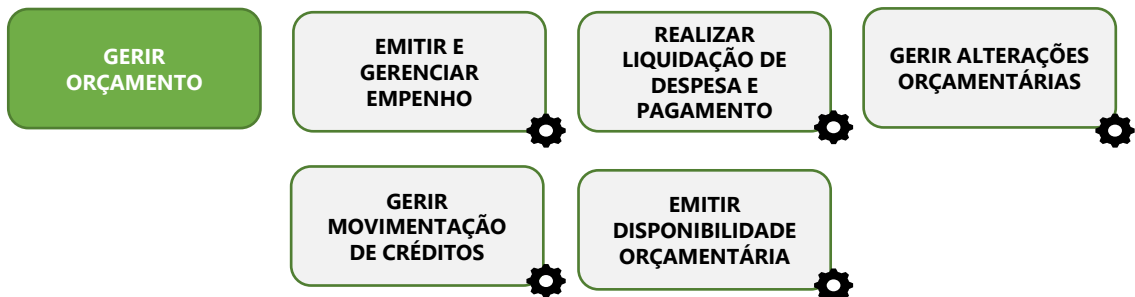 GERIR
ORÇAMENTO
EMITIR E
GERENCIAR
EMPENHO
REALIZAR
LIQUIDAÇÃO DE
DESPESA E
PAGAMENTO
GERIR ALTERAÇÕES
ORÇAMENTÁRIAS
GERIR
MOVIMENTAÇÃO
DE CRÉDITOS
EMITIR
DISPONIBILIDADE
ORÇAMENTÁRIA